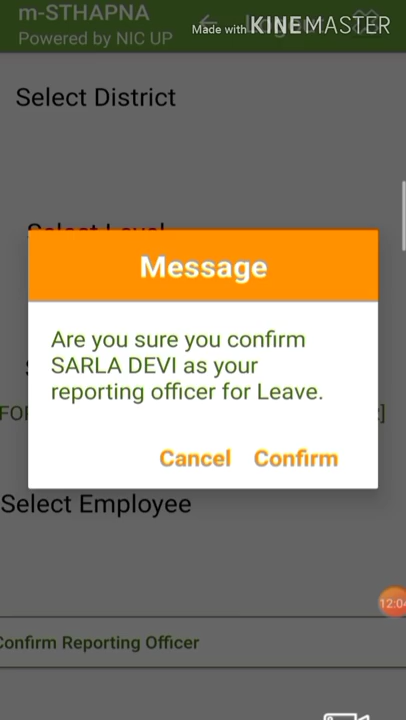 m-STHAPNA
Powered by NIC UP
Made with KINEMASTER
Select District
Select Level
Message
Are you sure you confirm
SARLA DEVI as your
reporting officer for Leave.
Cancel Confirm
Select Employee
12:04
Confirm Reporting Officer